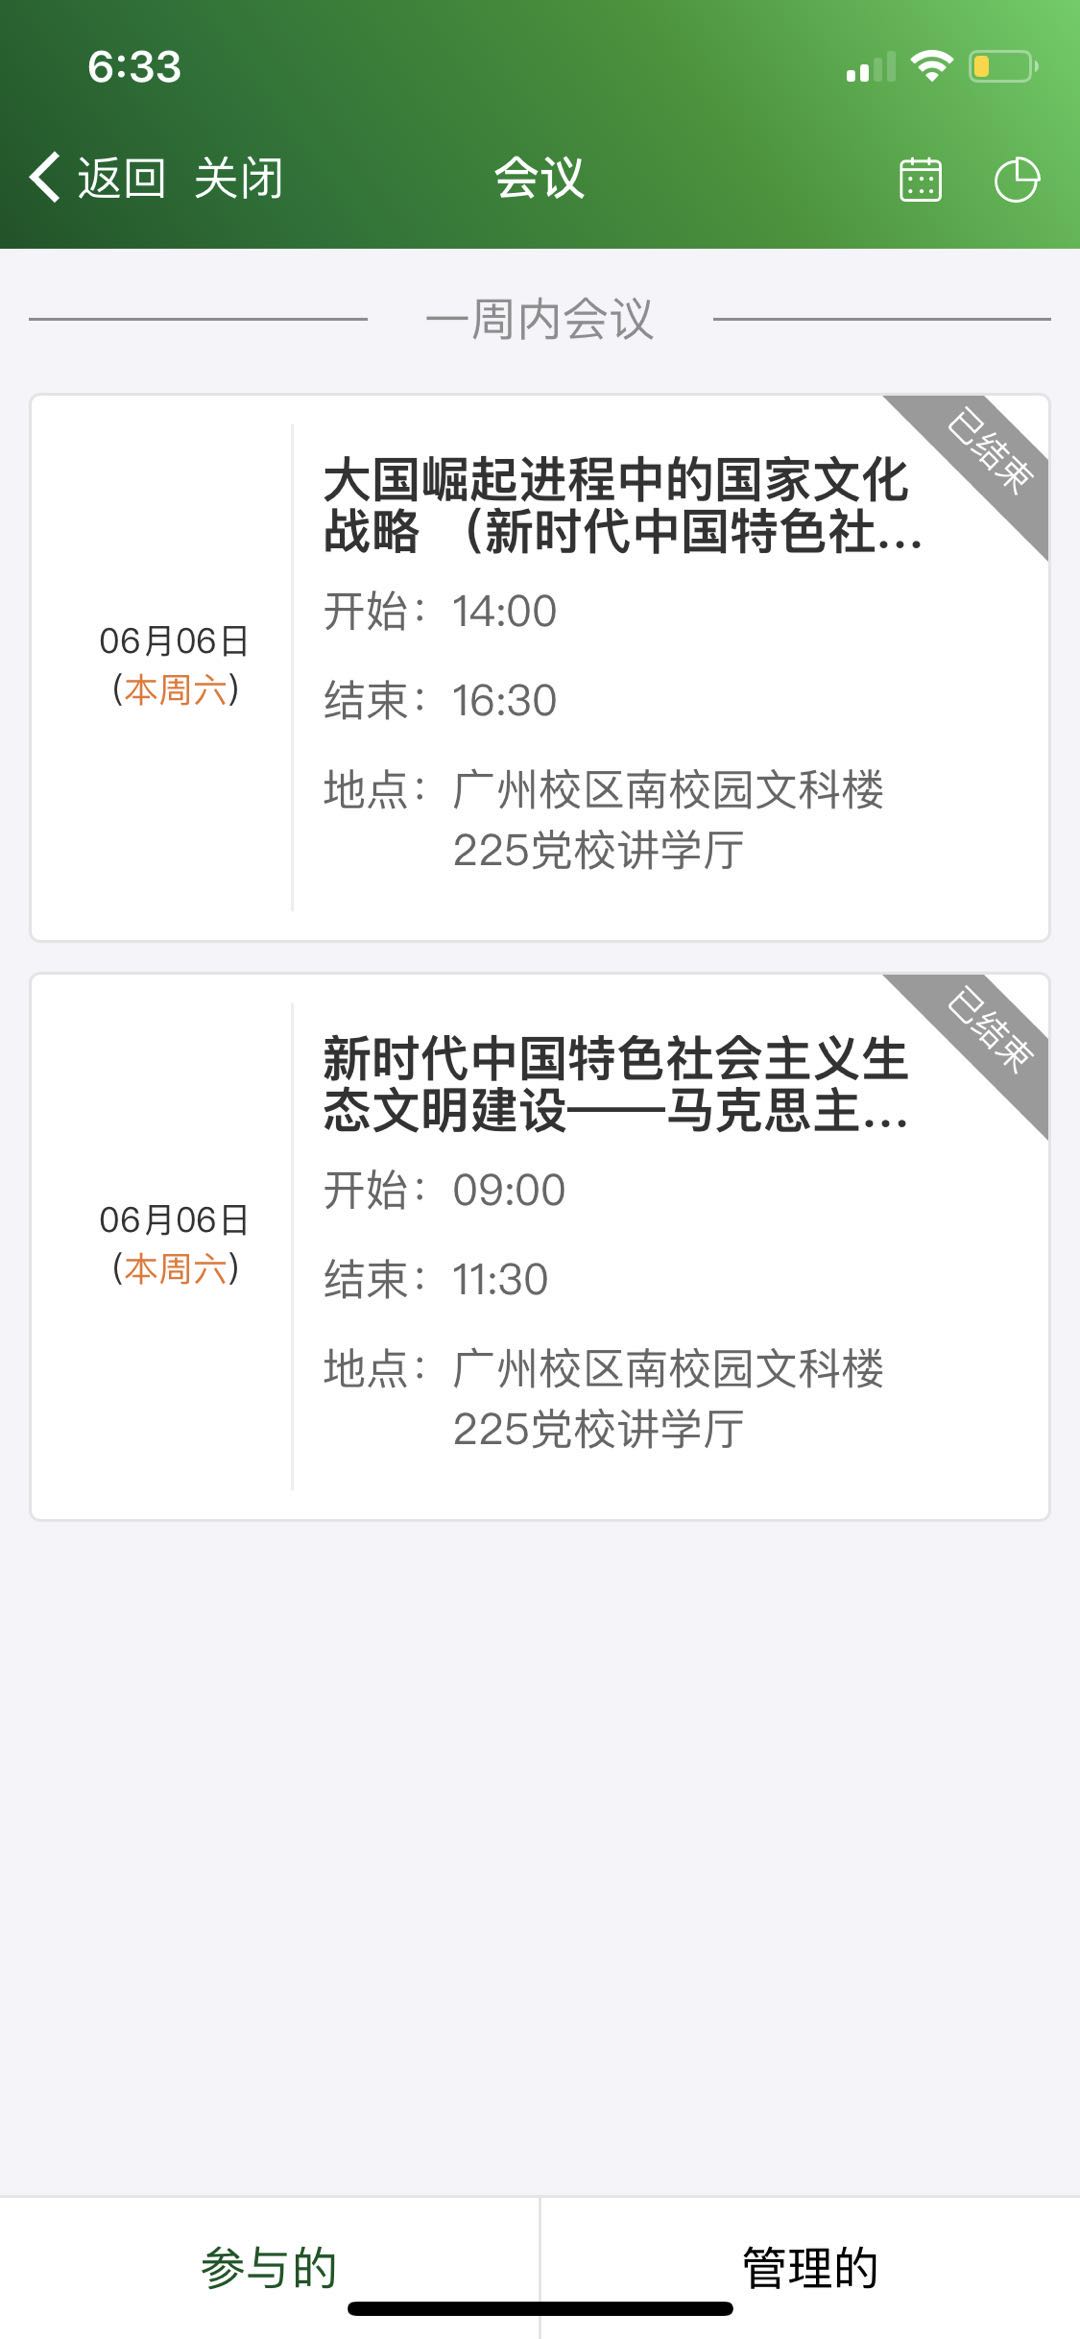 6:33
返回 关闭 会议
一周内会议
已结束
大国崛起进程中的国家文化
战略 （新时代中国特色社...
开始： 14:00
06月06日
(本周六)
结束： 16:30
地点： 广州校区南校园文科楼
225党校讲学厅
已结束
新时代中国特色社会主义生
态文明建设——马克思主...
开始： 09:00
06月06日
(本周六)
结束： 11:30
地点： 广州校区南校园文科楼
225党校讲学厅
参与的 管理的